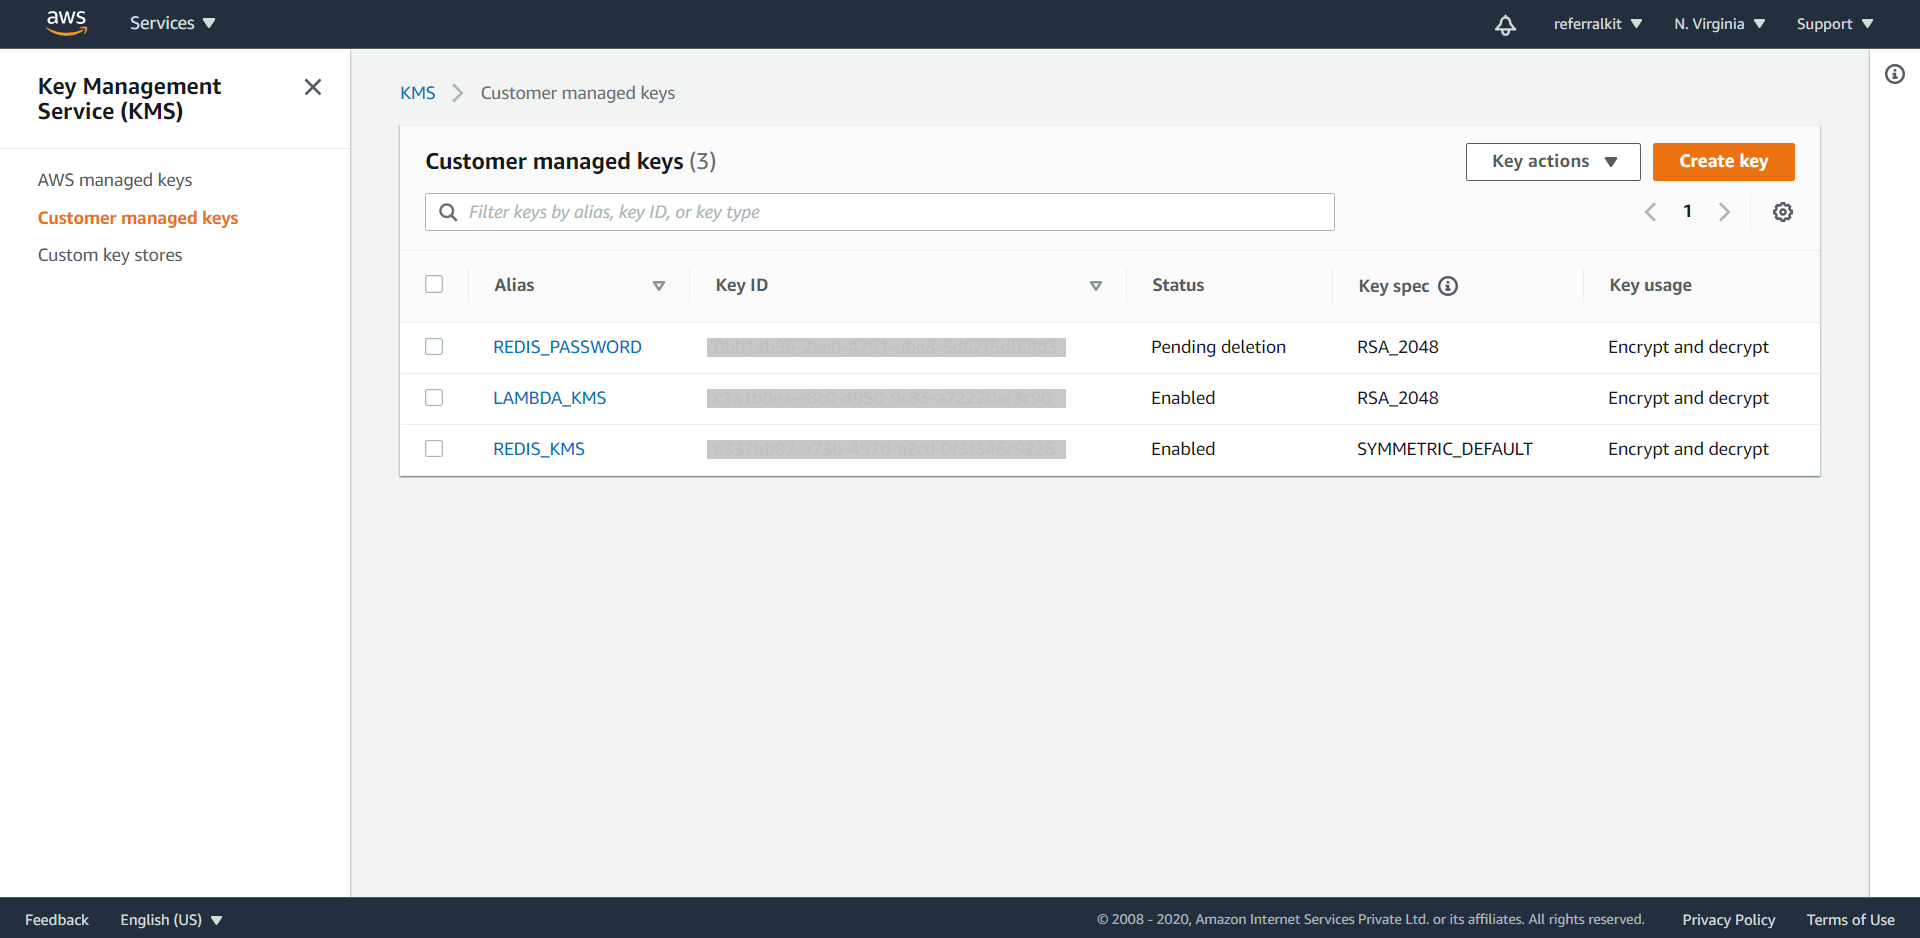 aws Services referralkit N. Virginia Support
Key Management
Service (KMS)
AWS managed keys
Customer managed keys
Custom key stores
KMS Customer managed keys
Customer managed keys (3) Key actions Create key
Filter keys by alias, key ID, or key type 1
Alias Key ID Status Key spec Key usage
REDIS_PASSWORD Pending deletion RSA_2048 Encrypt and decrypt
LAMBDA_KMS Enabled RSA_2048 Encrypt and decrypt
REDIS_KMS Enabled SYMMETRIC_DEFAULT Encrypt and decrypt
Feedback English (US) © 2008 - 2020, Amazon Internet Services Private Ltd. or its affiliates. All rights reserved. Privacy Policy Terms of Use